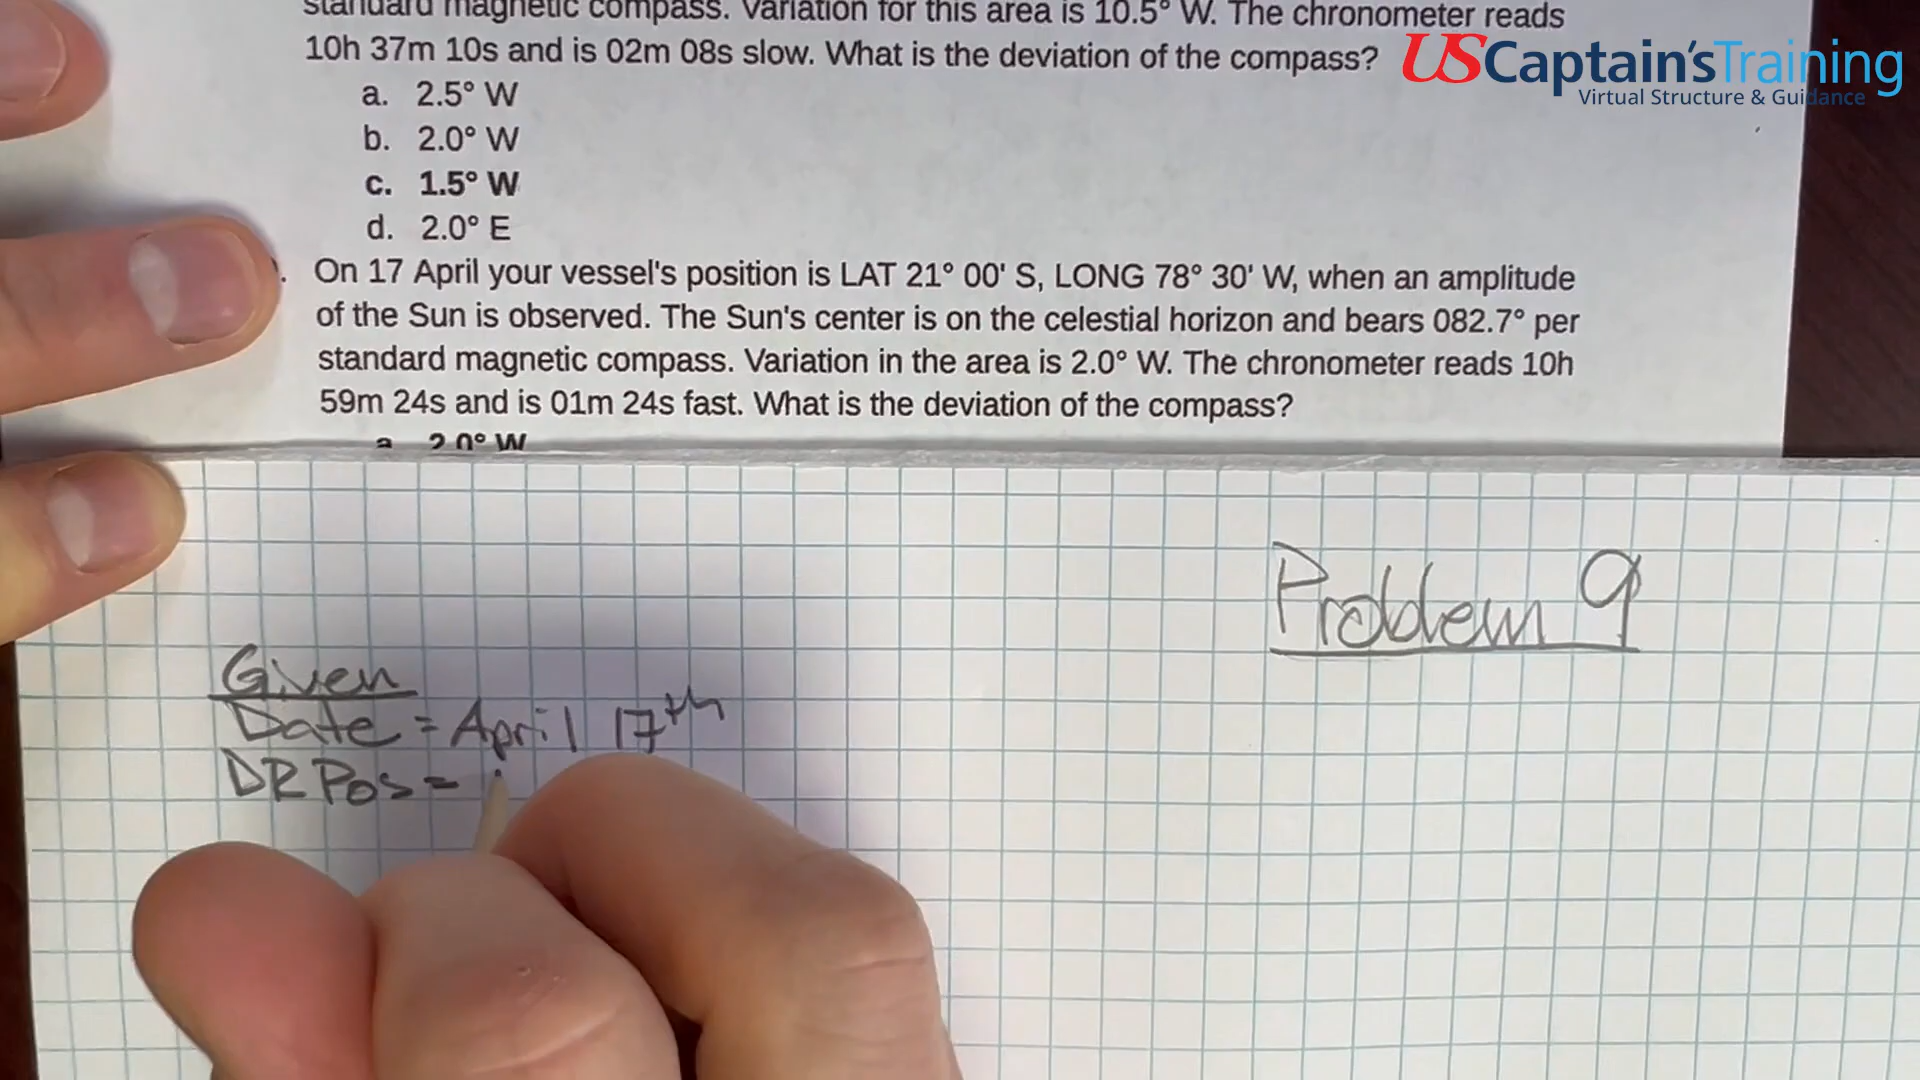 standard magnetic compass. Variation for this area is 10.5° W. The chronometer reads
10h 37m 10s and is 02m 08s slow. What is the deviation of the compass?
USCaptain'sTraining
Virtual Structure & Guidance
a. 2.5° W
b. 2.0° W
c. 1.5° W
d. 2.0° E
On 17 April your vessel's position is LAT 21° 00' S, LONG 78° 30' W, when an amplitude
of the Sun is observed. The Sun's center is on the celestial horizon and bears 082.7° per
standard magnetic compass. Variation in the area is 2.0° W. The chronometer reads 10h
59m 24s and is 01m 24s fast. What is the deviation of the compass?
a 2.0° W
Problem 9
Given
Date = April 17th
DR Pos =